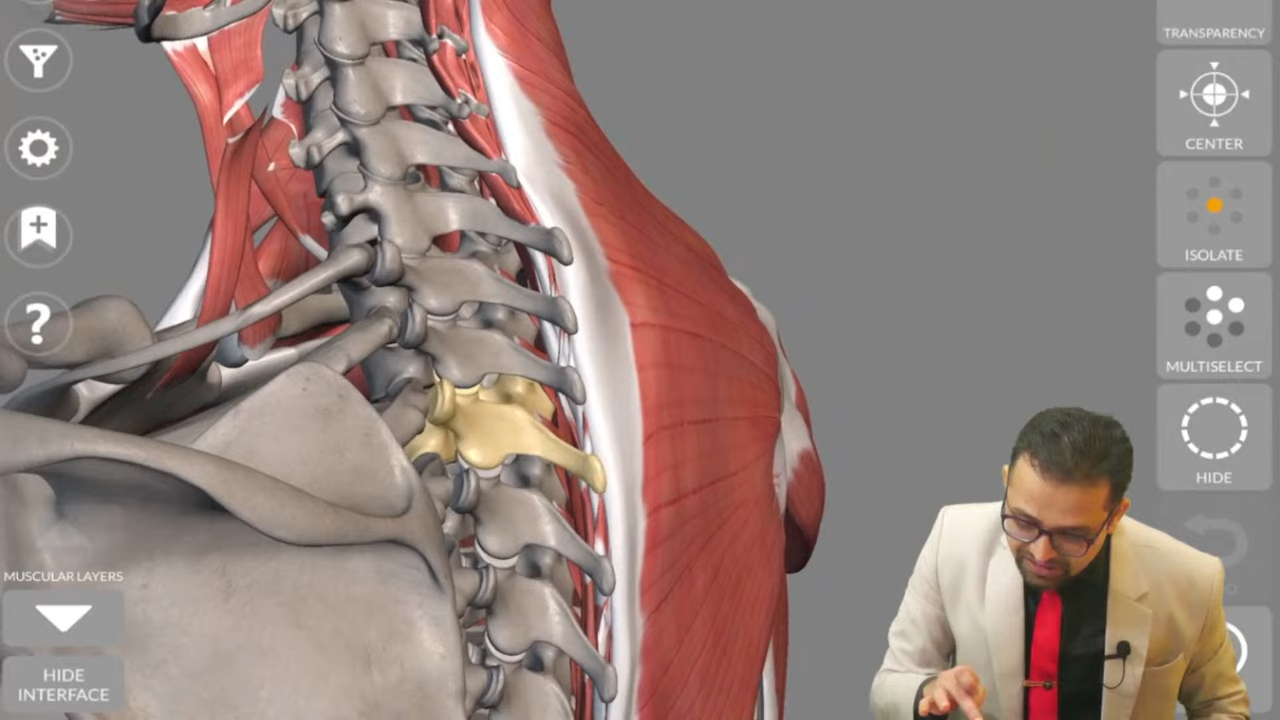 TRANSPARENCY
CENTER
ISOLATE
MULTISELECT
HIDE
?
MUSCULAR LAYERS
HIDE
INTERFACE